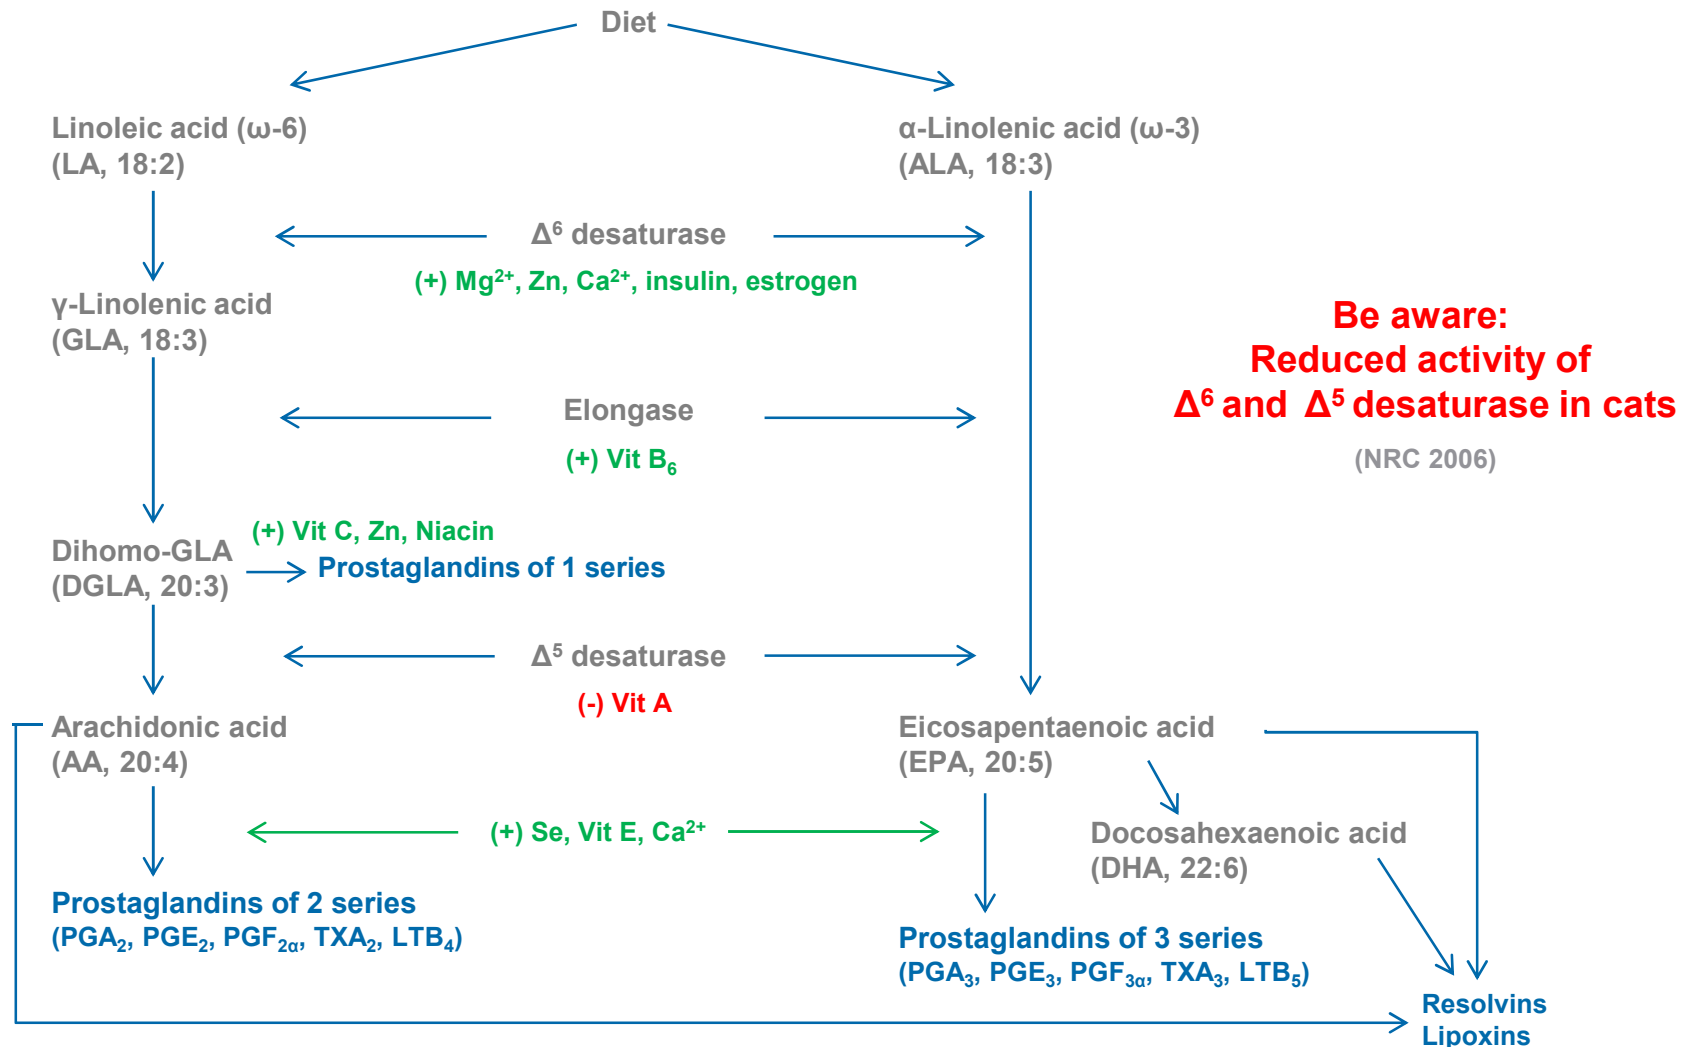 Diet
Linoleic acid (ω-6)
(LA, 18:2)
α-Linolenic acid (ω-3)
(ALA, 18:3)
Δ⁶ desaturase
(+) Mg²⁺, Zn, Ca²⁺, insulin, estrogen
γ-Linolenic acid
(GLA, 18:3)
Be aware:
Reduced activity of
Δ⁶ and Δ⁵ desaturase in cats
(NRC 2006)
Elongase
(+) Vit B₆
(+) Vit C, Zn, Niacin
Dihomo-GLA
(DGLA, 20:3)
Prostaglandins of 1 series
Δ⁵ desaturase
(-) Vit A
Arachidonic acid
(AA, 20:4)
Eicosapentaenoic acid
(EPA, 20:5)
(+) Se, Vit E, Ca²⁺
Docosahexaenoic acid
(DHA, 22:6)
Prostaglandins of 2 series
(PGA₂, PGE₂, PGF₂α, TXA₂, LTB₄)
Prostaglandins of 3 series
(PGA₃, PGE₃, PGF₃α, TXA₃, LTB₅)
Resolvins
Lipoxins